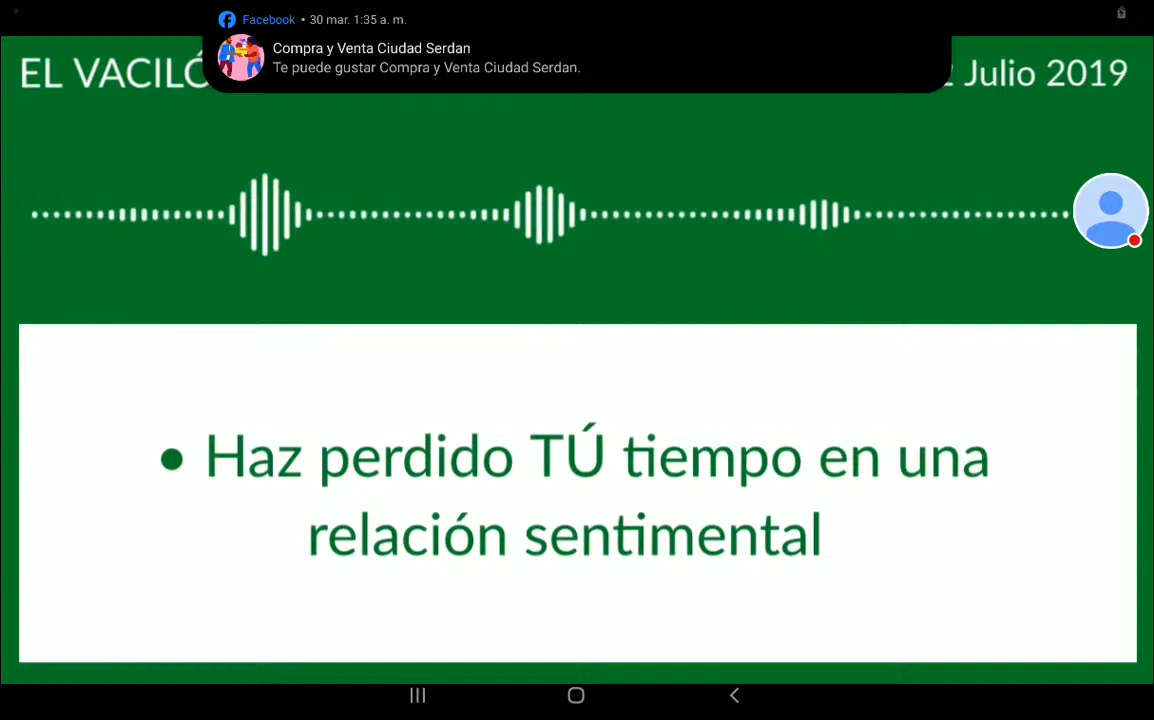 Facebook • 30 mar. 1:35 a. m.
Compra y Venta Ciudad Serdan
Te puede gustar Compra y Venta Ciudad Serdan.
EL VACILÓ
Julio 2019
• Haz perdido TÚ tiempo en una
relación sentimental